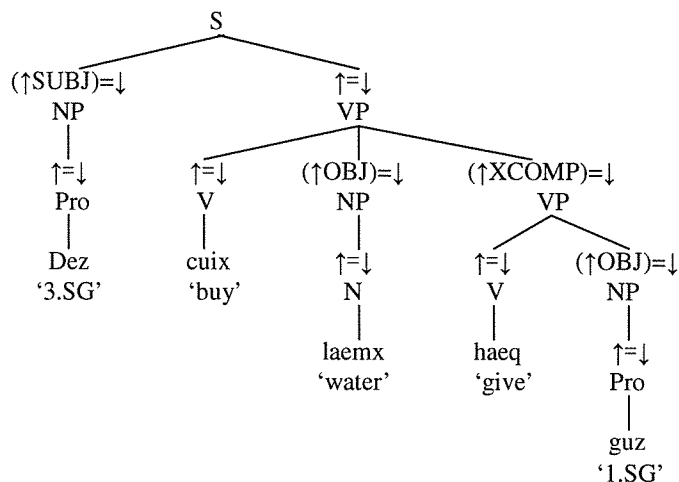 S
(↑SUBJ)=↓ ↑=↓
NP VP
↑=↓ ↑=↓ (↑OBJ)=↓ (↑XCOMP)=↓
Pro V NP VP
Dez cuix ↑=↓ ↑=↓ (↑OBJ)=↓
‘3.SG’ ‘buy’ N V NP
laemx haeq ↑=↓
‘water’ ‘give’ Pro
guz
‘1.SG’